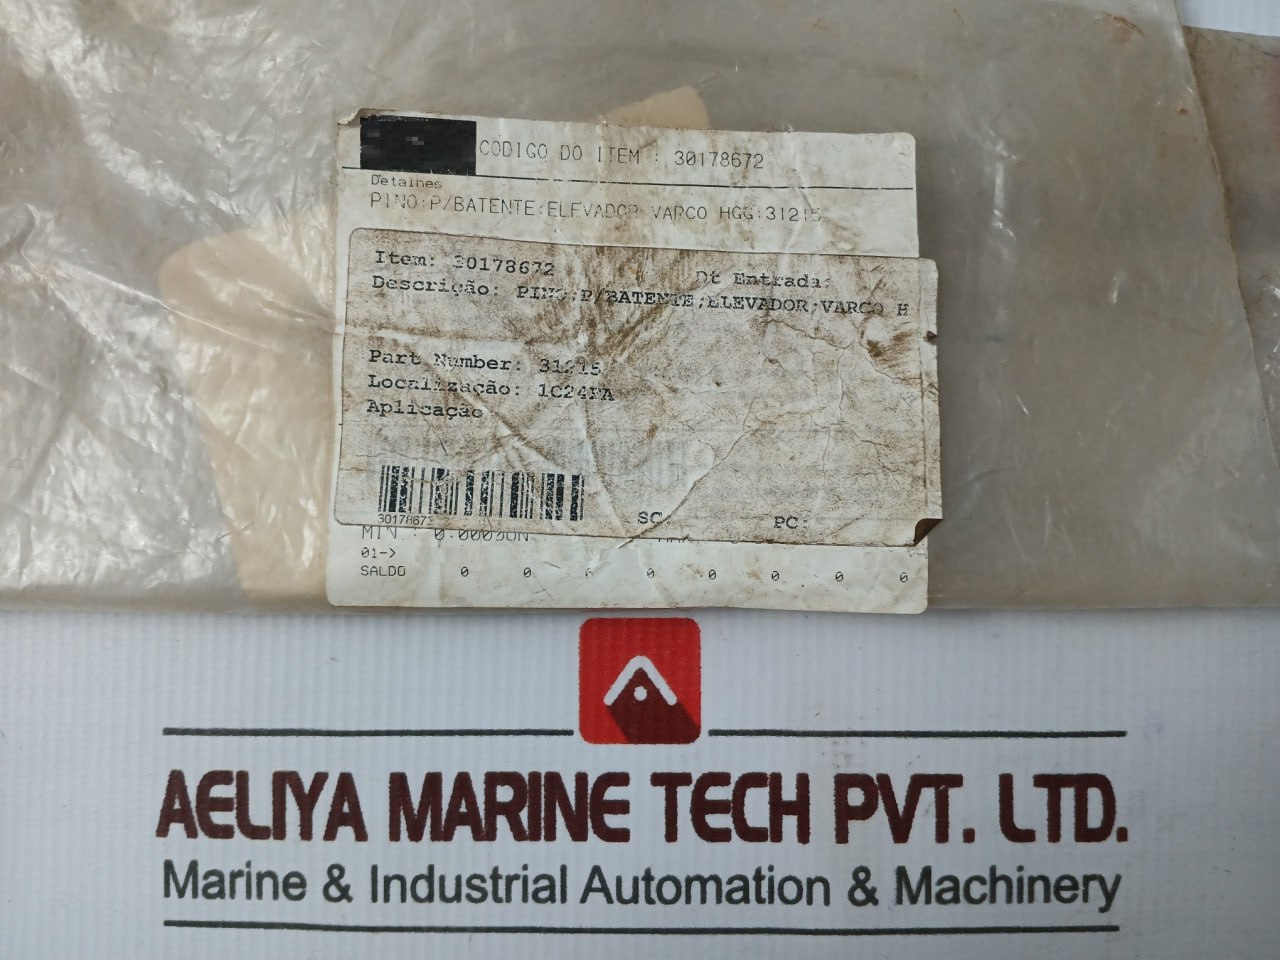 CÓDIGO DO ITEM : 30178672
Detalhes
PINO;P/BATENTE;ELEVADOR;VARCO HGG;31215
Item: 30178672
Dt Entrada:
Descrição: PINO;P/BATENTE;ELEVADOR;VARCO H
Part Number: 31215
Localização: 1C24FA
Aplicação
30178672
SC:
PC:
MIN : 0.0000UN
01->
SALDO 0 0 0 0 0 0 0 0
AELIYA MARINE TECH PVT. LTD.
Marine & Industrial Automation & Machinery